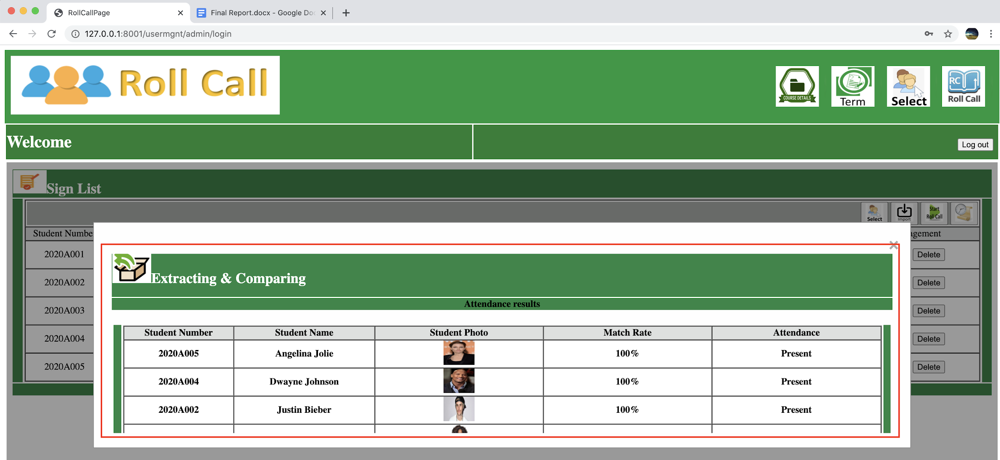 RollCallPage
Final Report.docx - Google Doc
127.0.0.1:8001/usermgnt/admin/login
Roll Call
COURSE DETAILS
Term
Select
RC
Roll Call
Welcome
Log out
Sign List
Select
Import
Start
Roll Call
Student Numbe
agement
2020A001
Delete
2020A002
Delete
2020A003
Delete
2020A004
Delete
2020A005
Delete
Extracting & Comparing
Attendance results
Student Number Student Name Student Photo Match Rate Attendance
2020A005 Angelina Jolie 100% Present
2020A004 Dwayne Johnson 100% Present
2020A002 Justin Bieber 100% Present